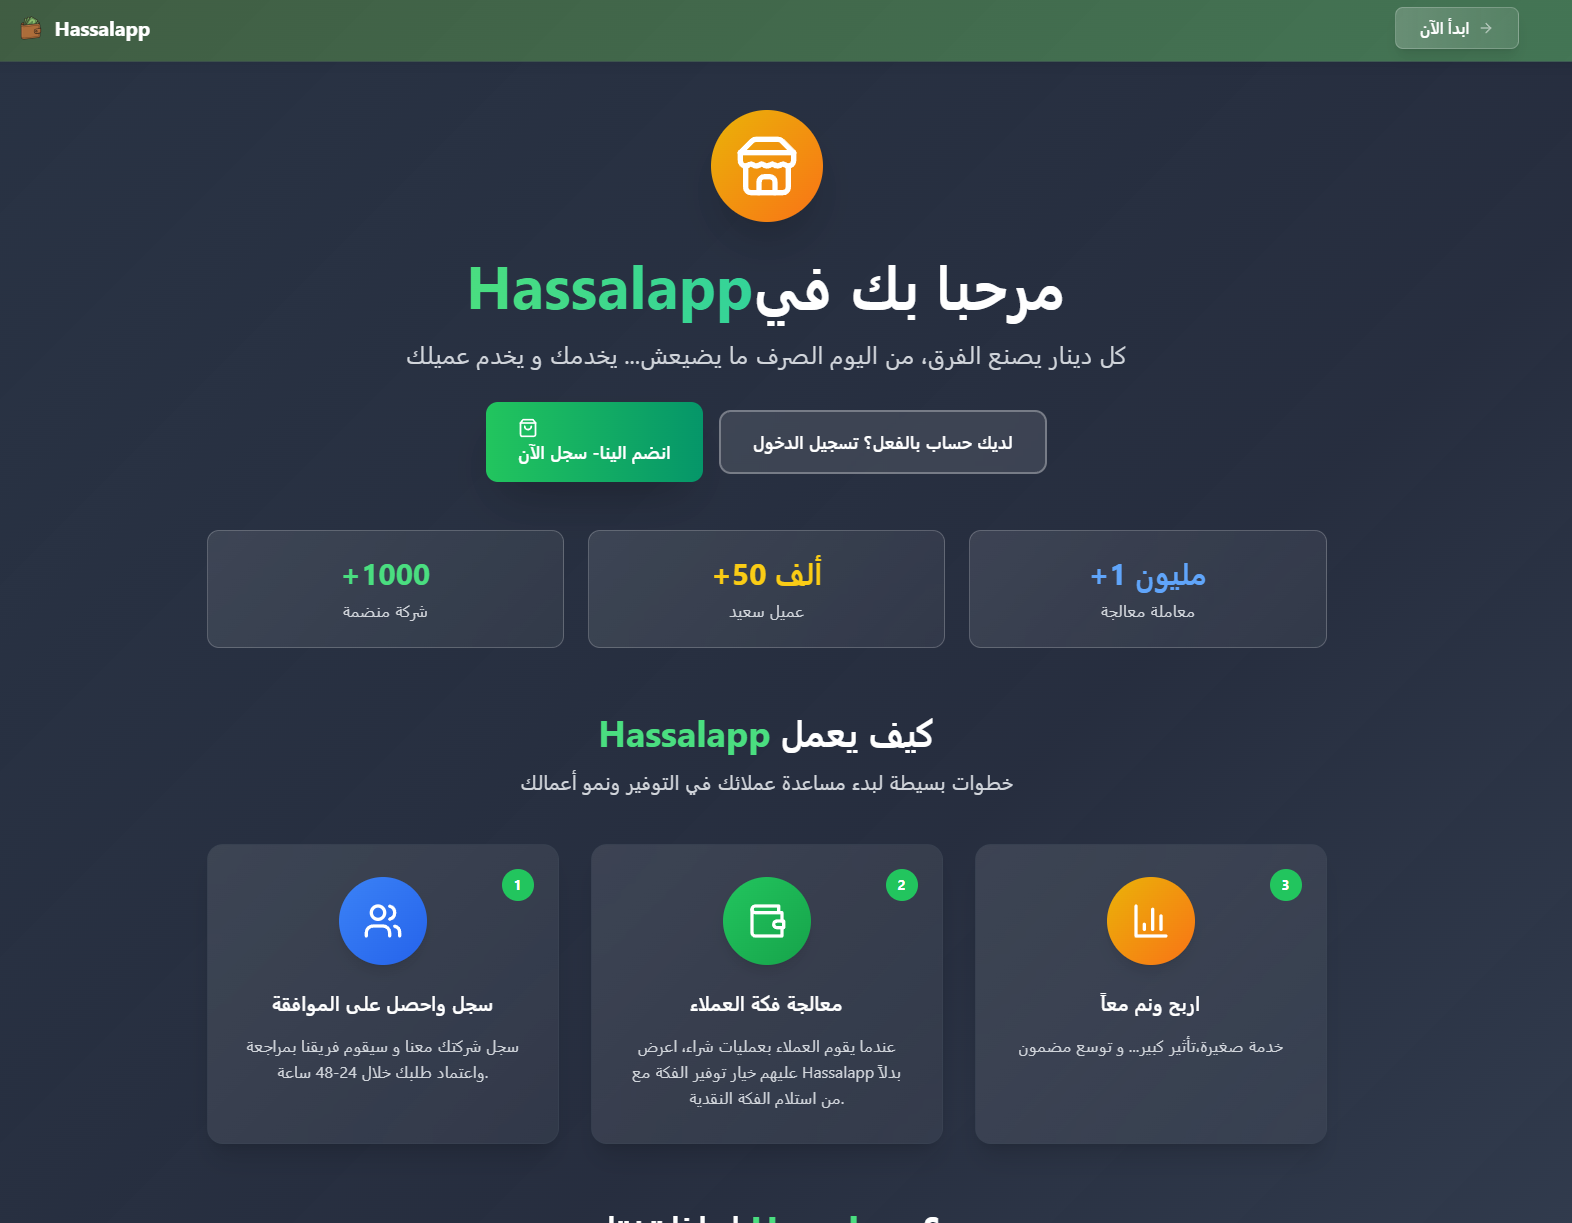 Hassalapp
ابدأ الآن
مرحبا بك فيHassalapp
كل دينار يصنع الفرق، من اليوم الصرف ما يضيعش... يخدمك و يخدم عميلك
انضم الينا- سجل الآن
لديك حساب بالفعل؟ تسجيل الدخول
+1000
شركة منضمة
+50 ألف
عميل سعيد
+1 مليون
معاملة معالجة
كيف يعمل Hassalapp
خطوات بسيطة لبدء مساعدة عملائك في التوفير ونمو أعمالك
1
سجل واحصل على الموافقة
سجل شركتك معنا و سيقوم فريقنا بمراجعة
واعتماد طلبك خلال 24-48 ساعة.
2
معالجة فكة العملاء
عندما يقوم العملاء بعمليات شراء، اعرض
عليهم خيار توفير الفكة مع Hassalapp بدلاً
من استلام الفكة النقدية.
3
اربح ونم معاً
خدمة صغيرة،تأثير كبير... و توسع مضمون